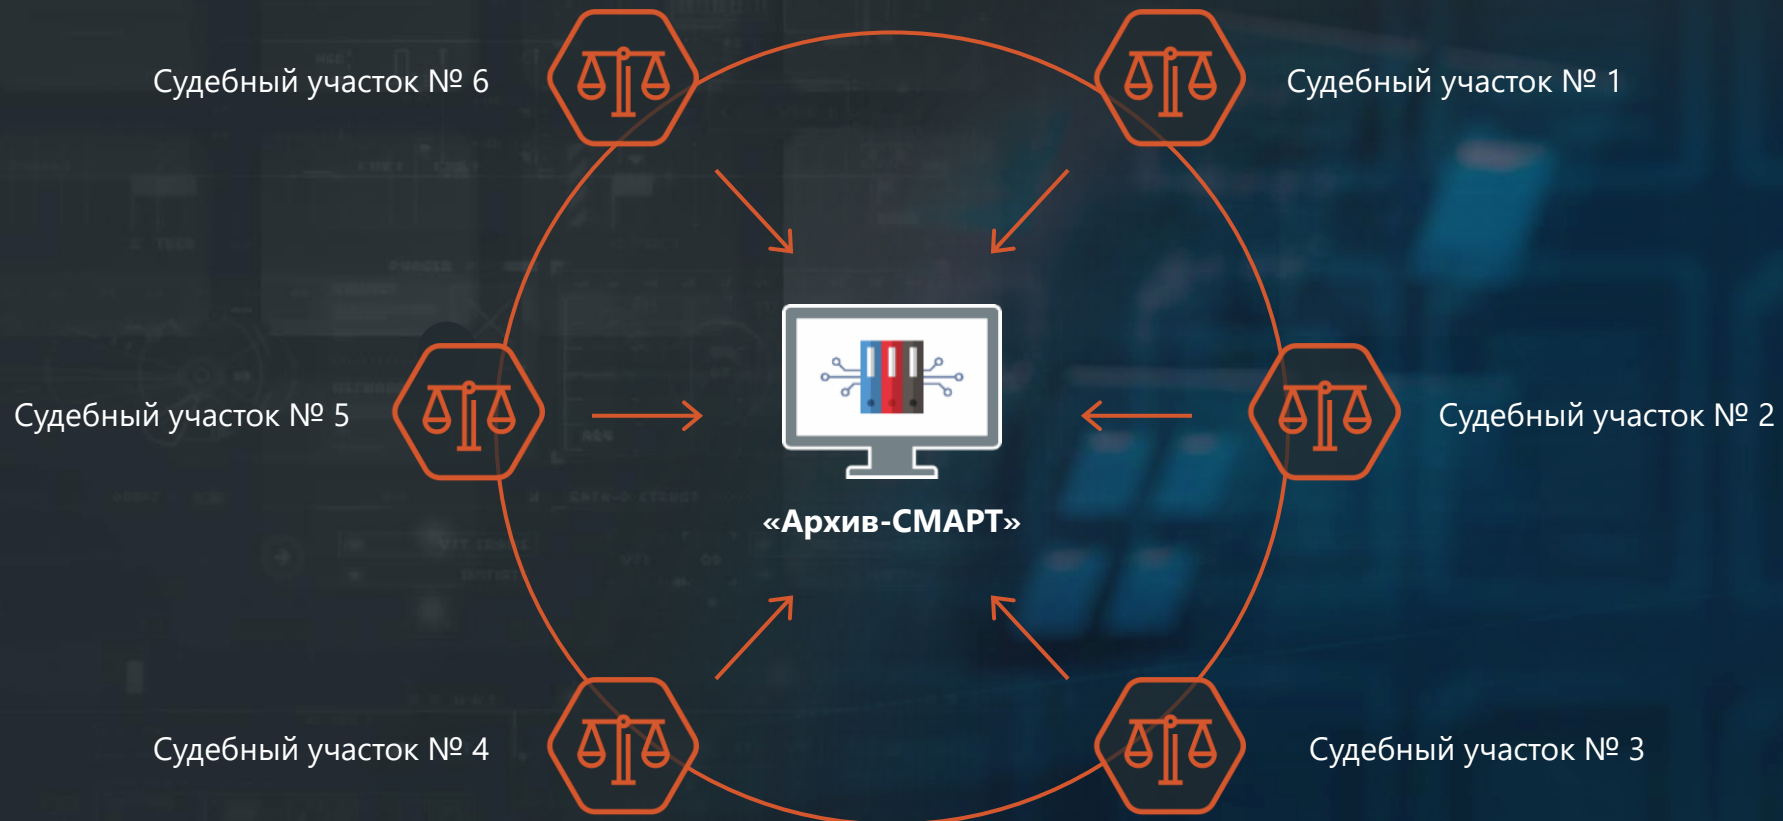 Судебный участок № 6
Судебный участок № 1
Судебный участок № 5
Судебный участок № 2
«Архив-СМАРТ»
Судебный участок № 4
Судебный участок № 3